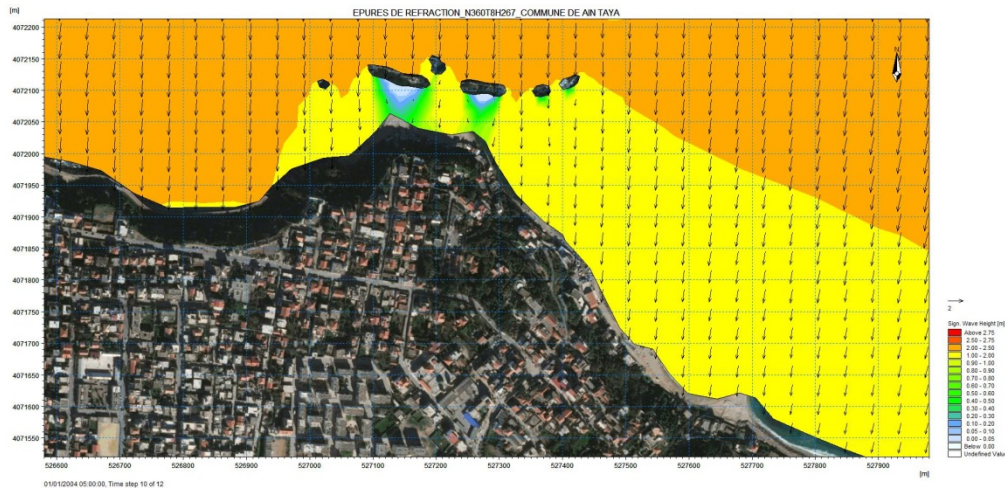 EPURES DE REFRACTION_N360T8H267_COMMUNE DE AIN TAYA
[m]
4072200
4072150
4072100
4072050
4072000
4071950
4071900
4071850
4071800
4071750
4071700
4071650
4071600
4071550
526600 526700 526800 526900 527000 527100 527200 527300 527400 527500 527600 527700 527800 527900
[m]
2
Sign. Wave Height [m]
Above 2.75
2.50 - 2.75
2.00 - 2.50
1.00 - 2.00
0.90 - 1.00
0.80 - 0.90
0.70 - 0.80
0.60 - 0.70
0.50 - 0.60
0.40 - 0.50
0.30 - 0.40
0.20 - 0.30
0.10 - 0.20
0.05 - 0.10
0.00 - 0.05
Below 0.00
Undefined Value
01/01/2004 05:00:00, Time step 10 of 12